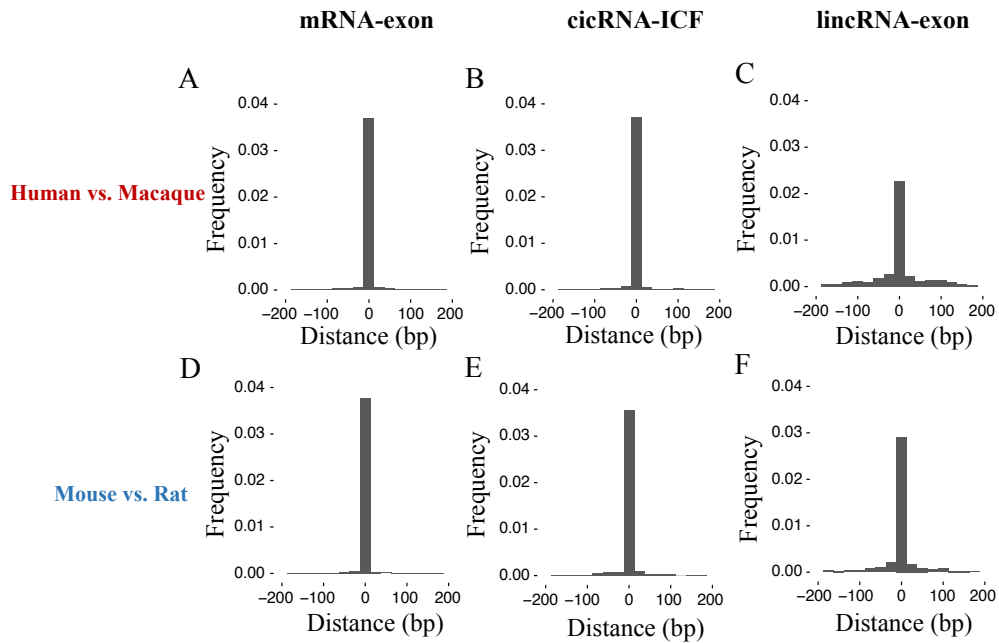 mRNA-exon cicRNA-ICF lincRNA-exon
A B C
Human vs. Macaque
Frequency Frequency Frequency
0.04 - 0.04 - 0.04 -
0.03 - 0.03 - 0.03 -
0.02 - 0.02 - 0.02 -
0.01 - 0.01 - 0.01 -
0.00 - 0.00 - 0.00 -
−200 −100 0 100 200 −200 −100 0 100 200 −200 −100 0 100 200
Distance (bp) Distance (bp) Distance (bp)
D E F
Mouse vs. Rat
Frequency Frequency Frequency
0.04 - 0.04 - 0.04 -
0.03 - 0.03 - 0.03 -
0.02 - 0.02 - 0.02 -
0.01 - 0.01 - 0.01 -
0.00 - 0.00 - 0.00 -
−200 −100 0 100 200 −200 −100 0 100 200 −200 −100 0 100 200
Distance (bp) Distance (bp) Distance (bp)